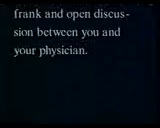 frank and open discus-
sion between you and
your physician.